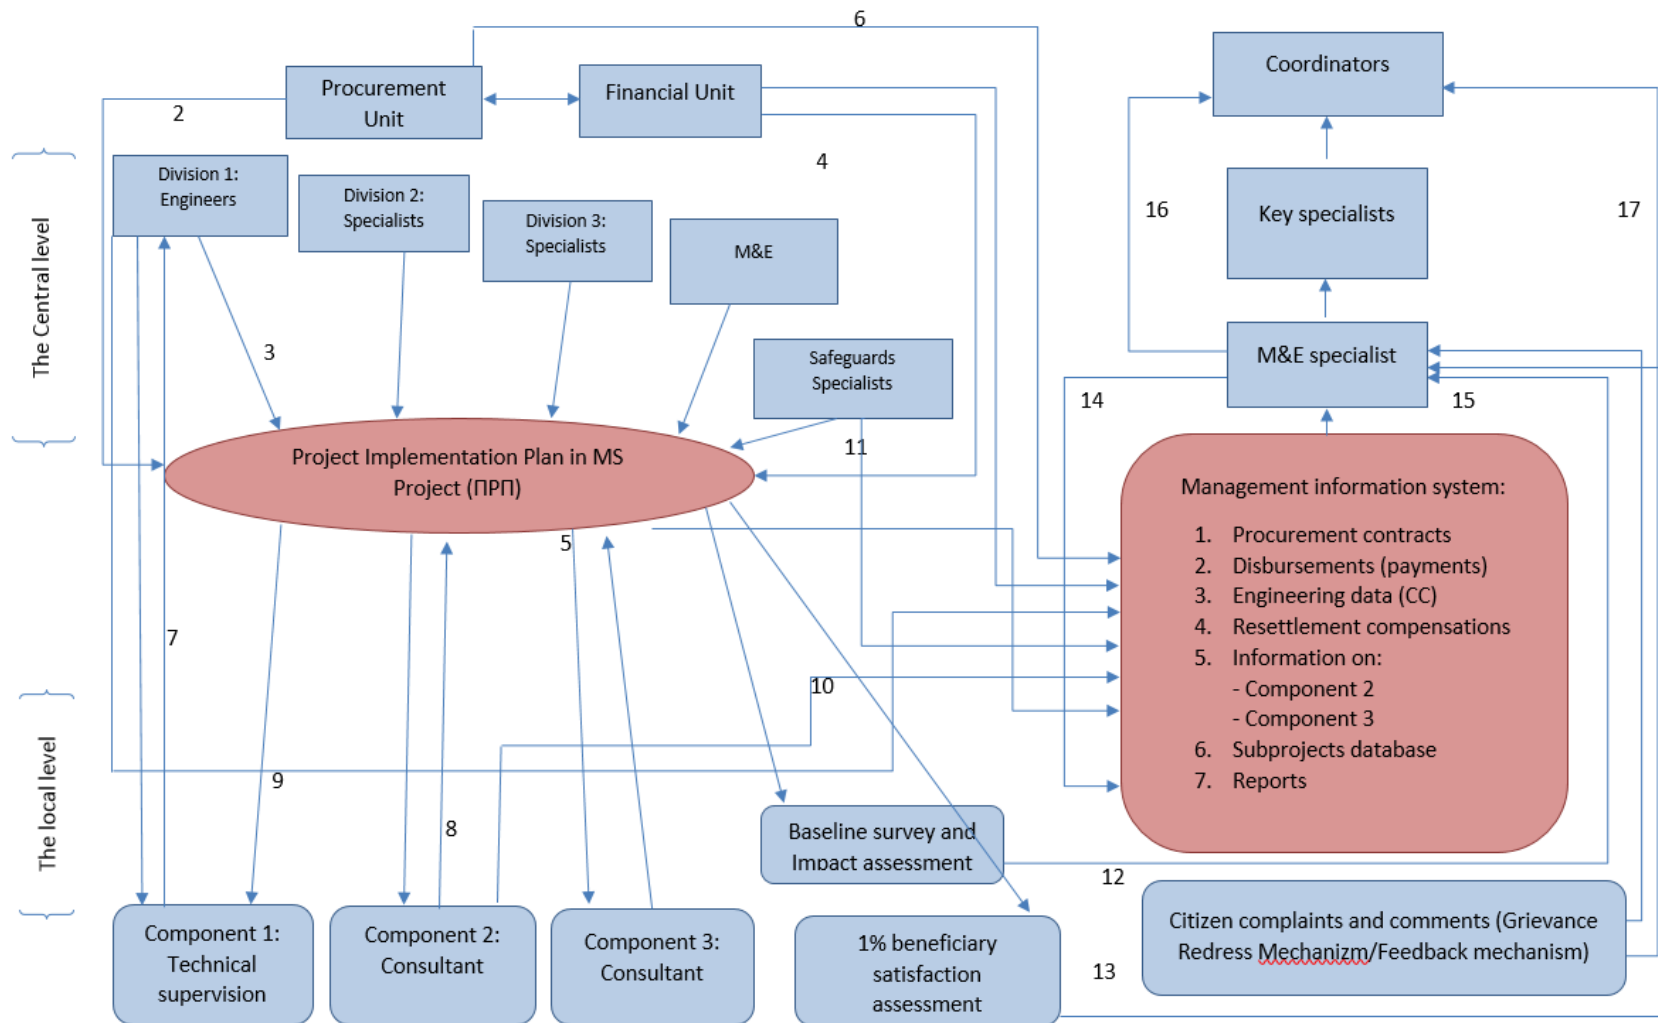 6
Procurement
Unit
Financial Unit
Coordinators
2
4
The Central level
Division 1:
Engineers
Division 2:
Specialists
Division 3:
Specialists
M&E
Key specialists
16
17
3
Safeguards
Specialists
M&E specialist
14
15
11
Project Implementation Plan in MS
Project (ПРП)
5
Management information system:
1. Procurement contracts
2. Disbursements (payments)
3. Engineering data (CC)
4. Resettlement compensations
5. Information on:
- Component 2
- Component 3
6. Subprojects database
7. Reports
7
10
The local level
9
8
Baseline survey and
Impact assessment
12
Component 1:
Technical
supervision
Component 2:
Consultant
Component 3:
Consultant
1% beneficiary
satisfaction
assessment
13
Citizen complaints and comments (Grievance
Redress Mechanizm/Feedback mechanism)